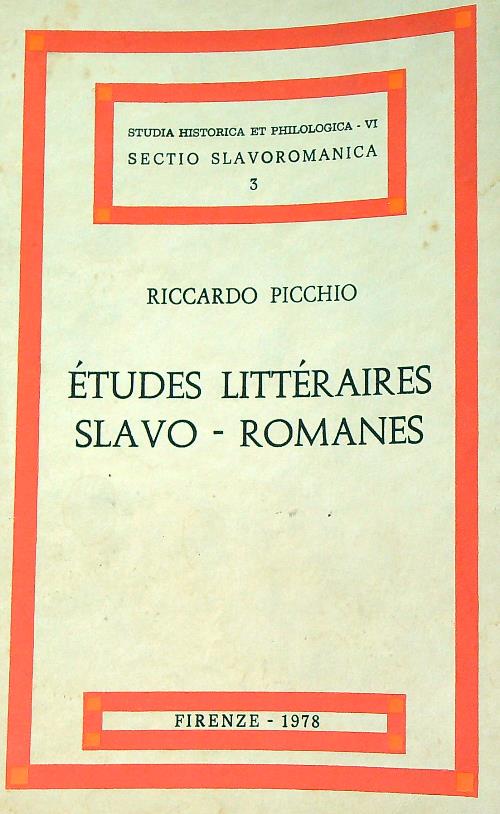 STUDIA HISTORICA ET PHILOLOGICA - VI
SECTIO SLAVOROMANICA
3
RICCARDO PICCHIO
ÉTUDES LITTÉRAIRES
SLAVO - ROMANES
FIRENZE - 1978